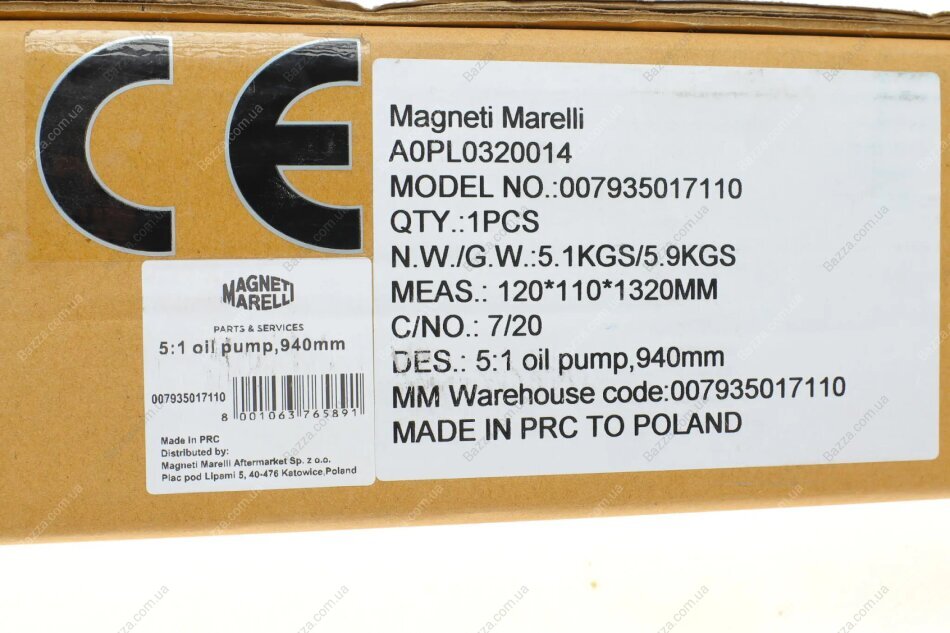 CE
Magneti Marelli
A0PL0320014
MODEL NO.:007935017110
QTY.:1PCS
N.W./G.W.:5.1KGS/5.9KGS
MEAS.: 120*110*1320MM
C/NO.: 7/20
DES.: 5:1 oil pump,940mm
MM Warehouse code:007935017110
MADE IN PRC TO POLAND
MAGNETI
MARELLI
PARTS & SERVICES
5:1 oil pump,940mm
007935017110
8 001063 765891
Made in PRC
Distributed by:
Magneti Marelli Aftermarket Sp. z o.o.
Plac pod Lipami 5, 40-476 Katowice,Poland
Bazza.com.ua